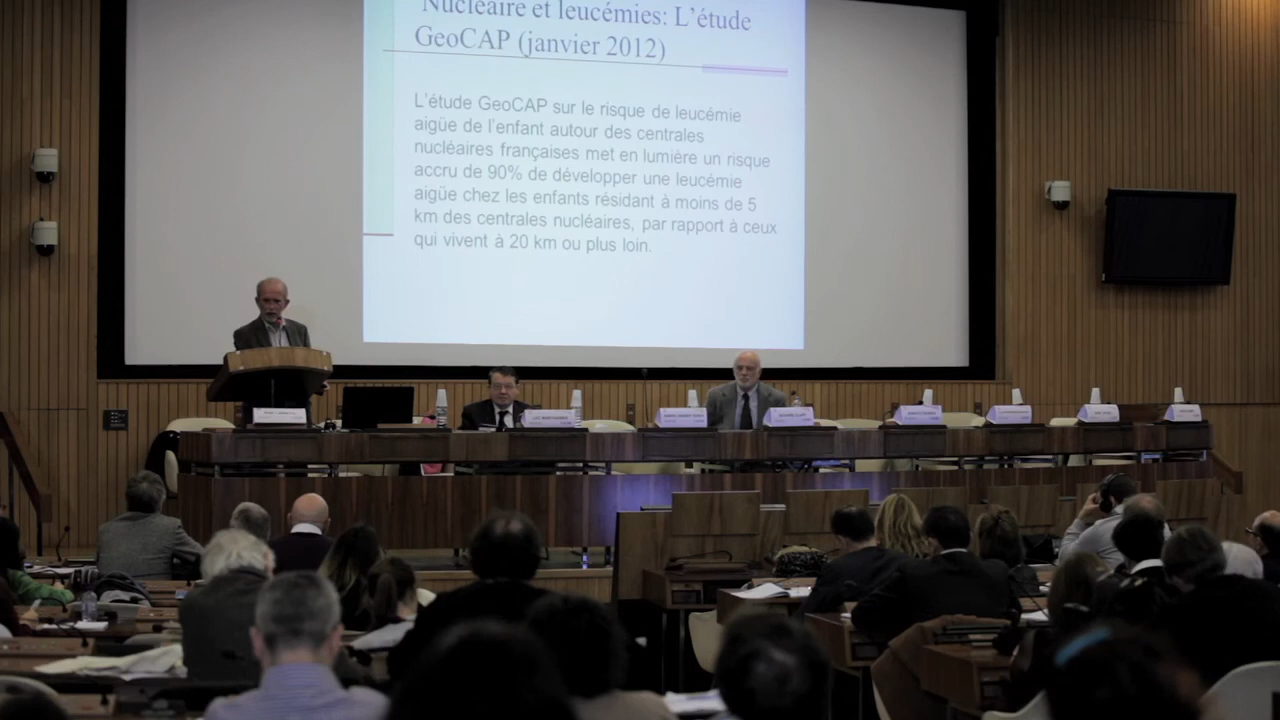 Nucléaire et leucémies: L'étude
GeoCAP (janvier 2012)
L'étude GeoCAP sur le risque de leucémie
aigüe de l'enfant autour des centrales
nucléaires françaises met en lumière un risque
accru de 90% de développer une leucémie
aigüe chez les enfants résidant à moins de 5
km des centrales nucléaires, par rapport à ceux
qui vivent à 20 km ou plus loin.